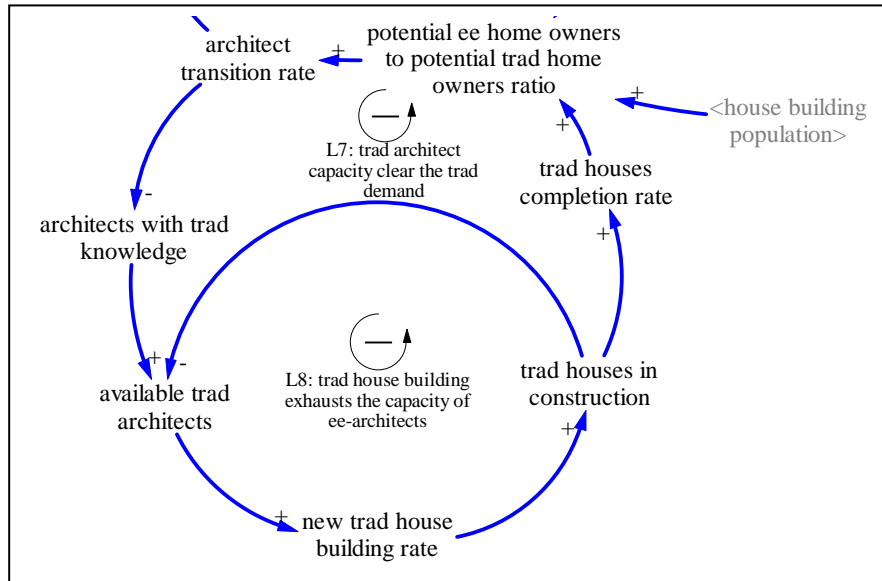 architect
transition rate
+
potential ee home owners
to potential trad home
owners ratio
+
<house building
population>
L7: trad architect
capacity clear the trad
demand
+
trad houses
completion rate
+
-
architects with trad
knowledge
+
-
available trad
architects
L8: trad house building
exhausts the capacity of
ee-architects
trad houses in
construction
+
+
new trad house
building rate